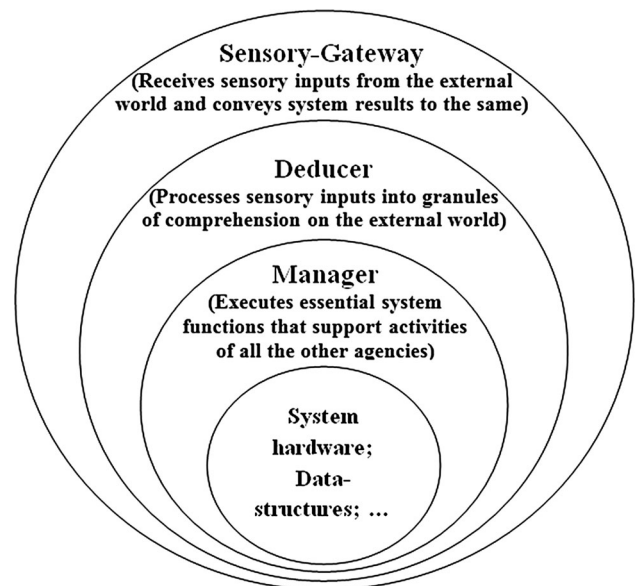 Sensory-Gateway
(Receives sensory inputs from the external
world and conveys system results to the same)
Deducer
(Processes sensory inputs into granules
of comprehension on the external world)
Manager
(Executes essential system
functions that support activities
of all the other agencies)
System
hardware;
Data-
structures; ...